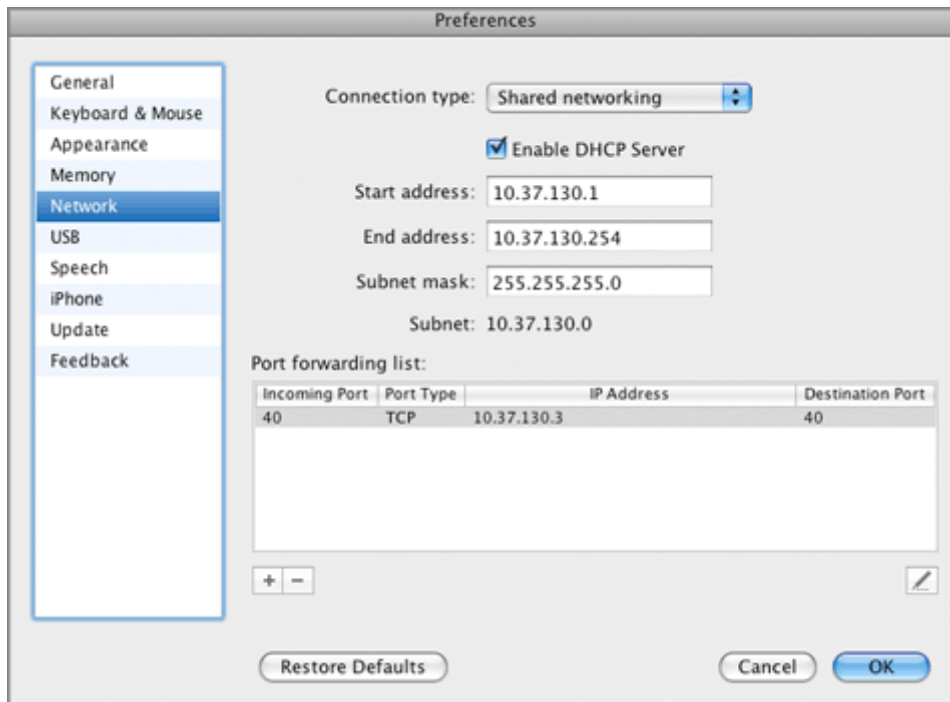 Preferences
General
Keyboard & Mouse
Appearance
Memory
Network
USB
Speech
iPhone
Update
Feedback
Connection type: Shared networking
Enable DHCP Server
Start address: 10.37.130.1
End address: 10.37.130.254
Subnet mask: 255.255.255.0
Subnet: 10.37.130.0
Port forwarding list:
Incoming Port Port Type IP Address Destination Port
40 TCP 10.37.130.3 40
+ −
Restore Defaults Cancel OK